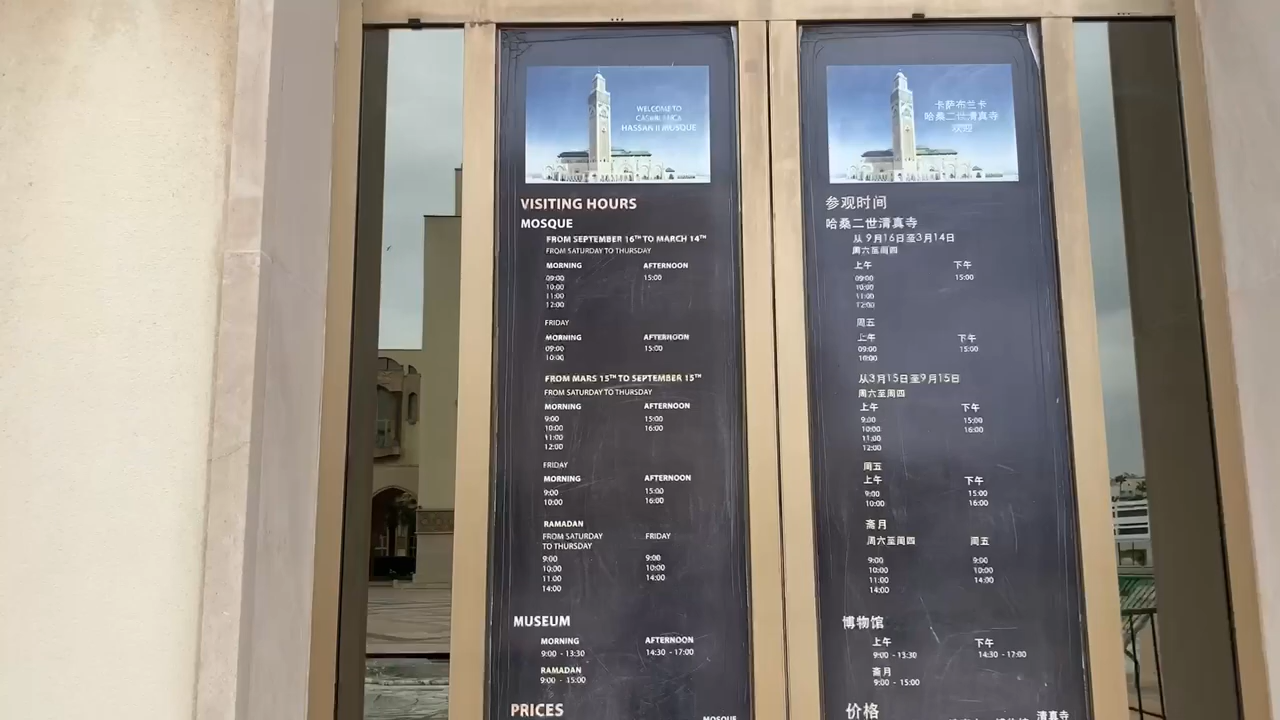 WELCOME TO
CASABLANCA
HASSAN II MOSQUE
VISITING HOURS
MOSQUE
FROM SEPTEMBER 16TH TO MARCH 14TH
FROM SATURDAY TO THURSDAY
MORNING AFTERNOON
09:00 15:00
10:00
11:00
12:00
FRIDAY
MORNING AFTERNOON
09:00 15:00
10:00
FROM MARS 15TH TO SEPTEMBER 15TH
FROM SATURDAY TO THURSDAY
MORNING AFTERNOON
9:00 15:00
10:00 16:00
11:00
12:00
FRIDAY
MORNING AFTERNOON
9:00 15:00
10:00 16:00
RAMADAN
FROM SATURDAY FRIDAY
TO THURSDAY
9:00 9:00
10:00 10:00
11:00 14:00
14:00
MUSEUM
MORNING AFTERNOON
9:00 - 13:30 14:30 - 17:00
RAMADAN
9:00 - 15:00
PRICES
MOSQUE
卡萨布兰卡
哈桑二世清真寺
欢迎
参观时间
哈桑二世清真寺
从 9月16日至3月14日
周六至周四
上午 下午
09:00 15:00
10:00
11:00
12:00
周五
上午 下午
09:00 15:00
10:00
从3月15日至9月15日
周六至周四
上午 下午
9:00 15:00
10:00 16:00
11:00
12:00
周五
上午 下午
9:00 15:00
10:00 16:00
斋月
周六至周四 周五
9:00 9:00
10:00 10:00
11:00 14:00
14:00
博物馆
上午 下午
9:00 - 13:30 14:30 - 17:00
斋月
9:00 - 15:00
价格
清真寺